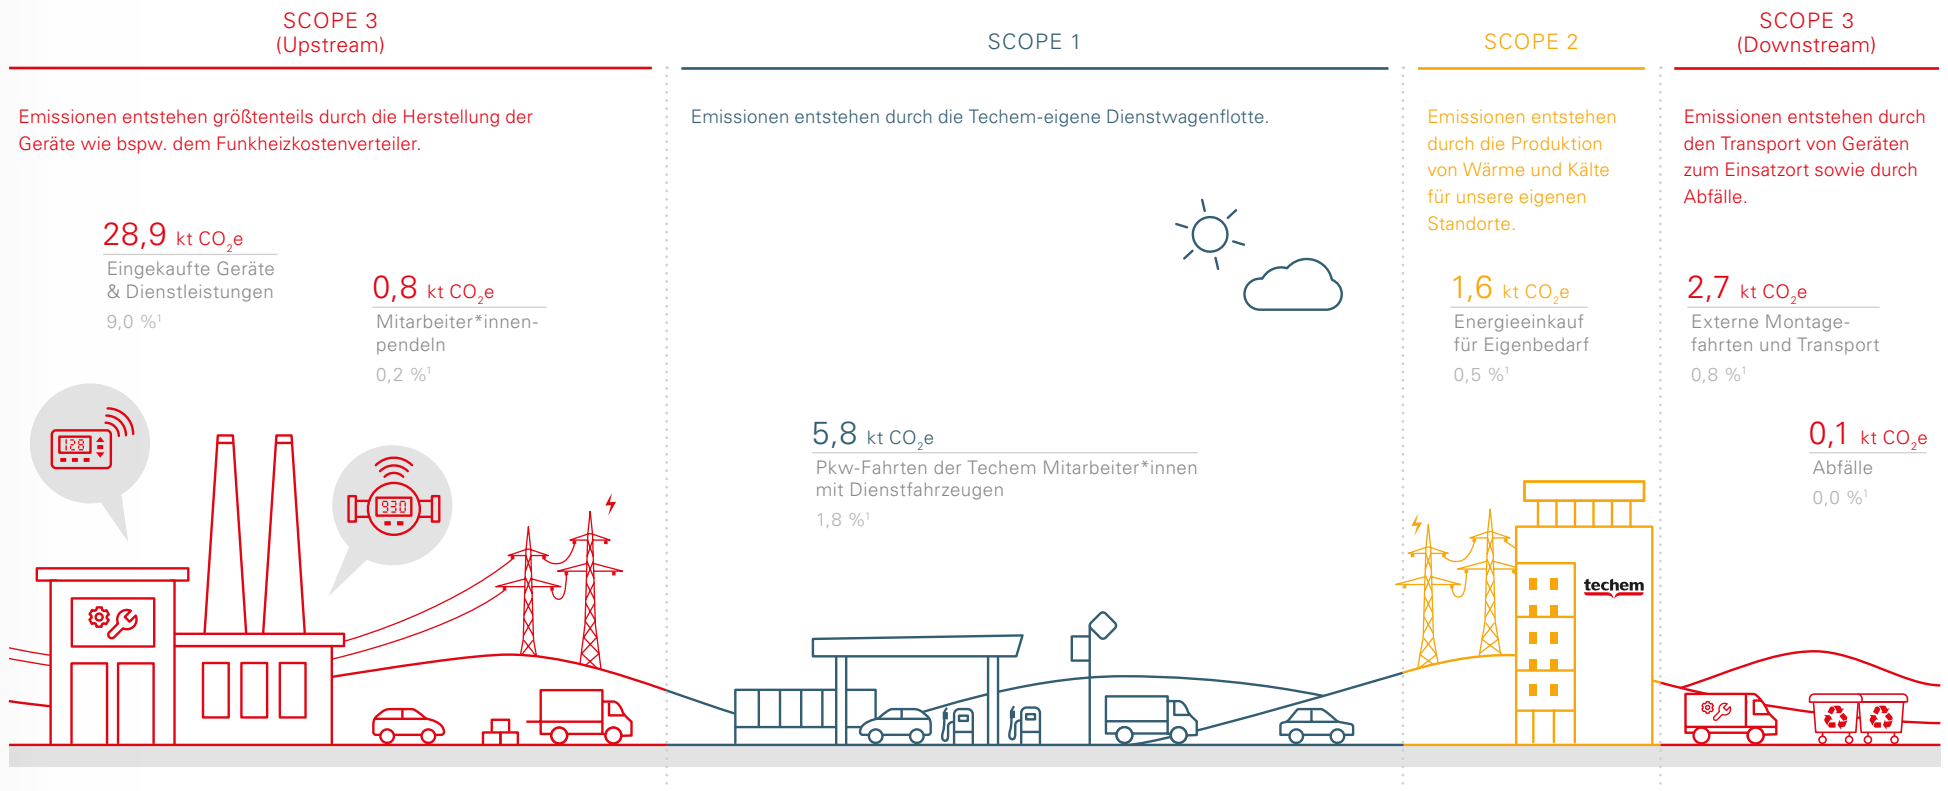 SCOPE 3
(Upstream)
Emissionen entstehen größtenteils durch die Herstellung der
Geräte wie bspw. dem Funkheizkostenverteiler.
28,9 kt CO₂e
Eingekaufte Geräte
& Dienstleistungen
9,0 %¹
0,8 kt CO₂e
Mitarbeiter*innen-
pendeln
0,2 %¹
128
930
SCOPE 1
Emissionen entstehen durch die Techem-eigene Dienstwagenflotte.
5,8 kt CO₂e
Pkw-Fahrten der Techem Mitarbeiter*innen
mit Dienstfahrzeugen
1,8 %¹
SCOPE 2
Emissionen entstehen
durch die Produktion
von Wärme und Kälte
für unsere eigenen
Standorte.
1,6 kt CO₂e
Energieeinkauf
für Eigenbedarf
0,5 %¹
techem
SCOPE 3
(Downstream)
Emissionen entstehen durch
den Transport von Geräten
zum Einsatzort sowie durch
Abfälle.
2,7 kt CO₂e
Externe Montage-
fahrten und Transport
0,8 %¹
0,1 kt CO₂e
Abfälle
0,0 %¹